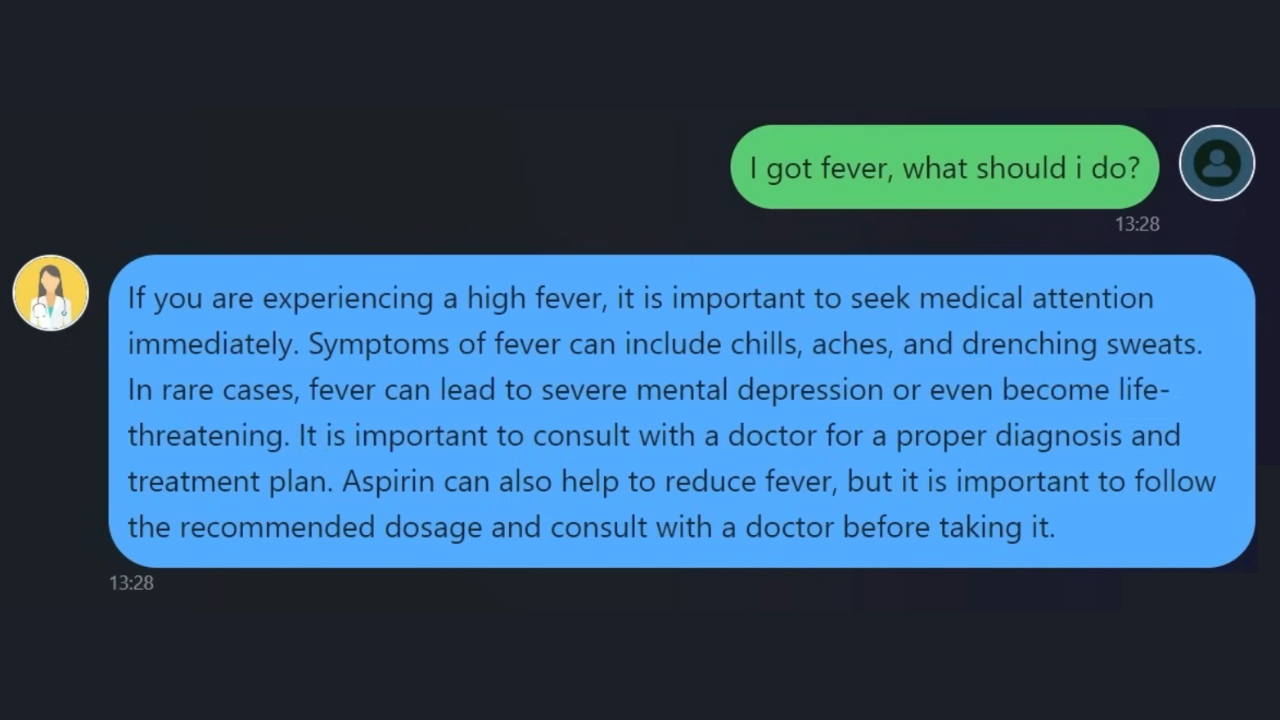 I got fever, what should i do?
13:28
If you are experiencing a high fever, it is important to seek medical attention
immediately. Symptoms of fever can include chills, aches, and drenching sweats.
In rare cases, fever can lead to severe mental depression or even become life-
threatening. It is important to consult with a doctor for a proper diagnosis and
treatment plan. Aspirin can also help to reduce fever, but it is important to follow
the recommended dosage and consult with a doctor before taking it.
13:28